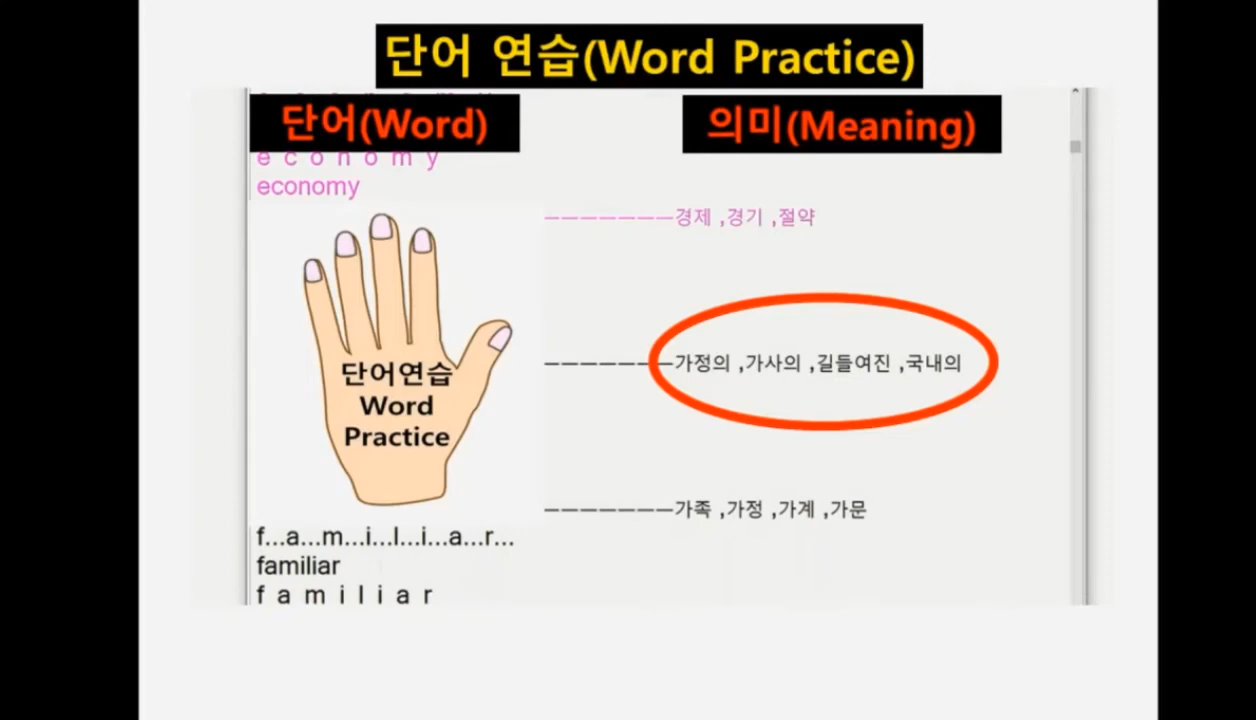 단어 연습(Word Practice)
단어(Word)
의미(Meaning)
e c o n o m y
economy
———————경제 ,경기 ,절약
단어연습
Word
Practice
———————가정의 ,가사의 ,길들여진 ,국내의
———————가족 ,가정 ,가계 ,가문
f...a...m...i...l...i...a...r...
familiar
f a m i l i a r